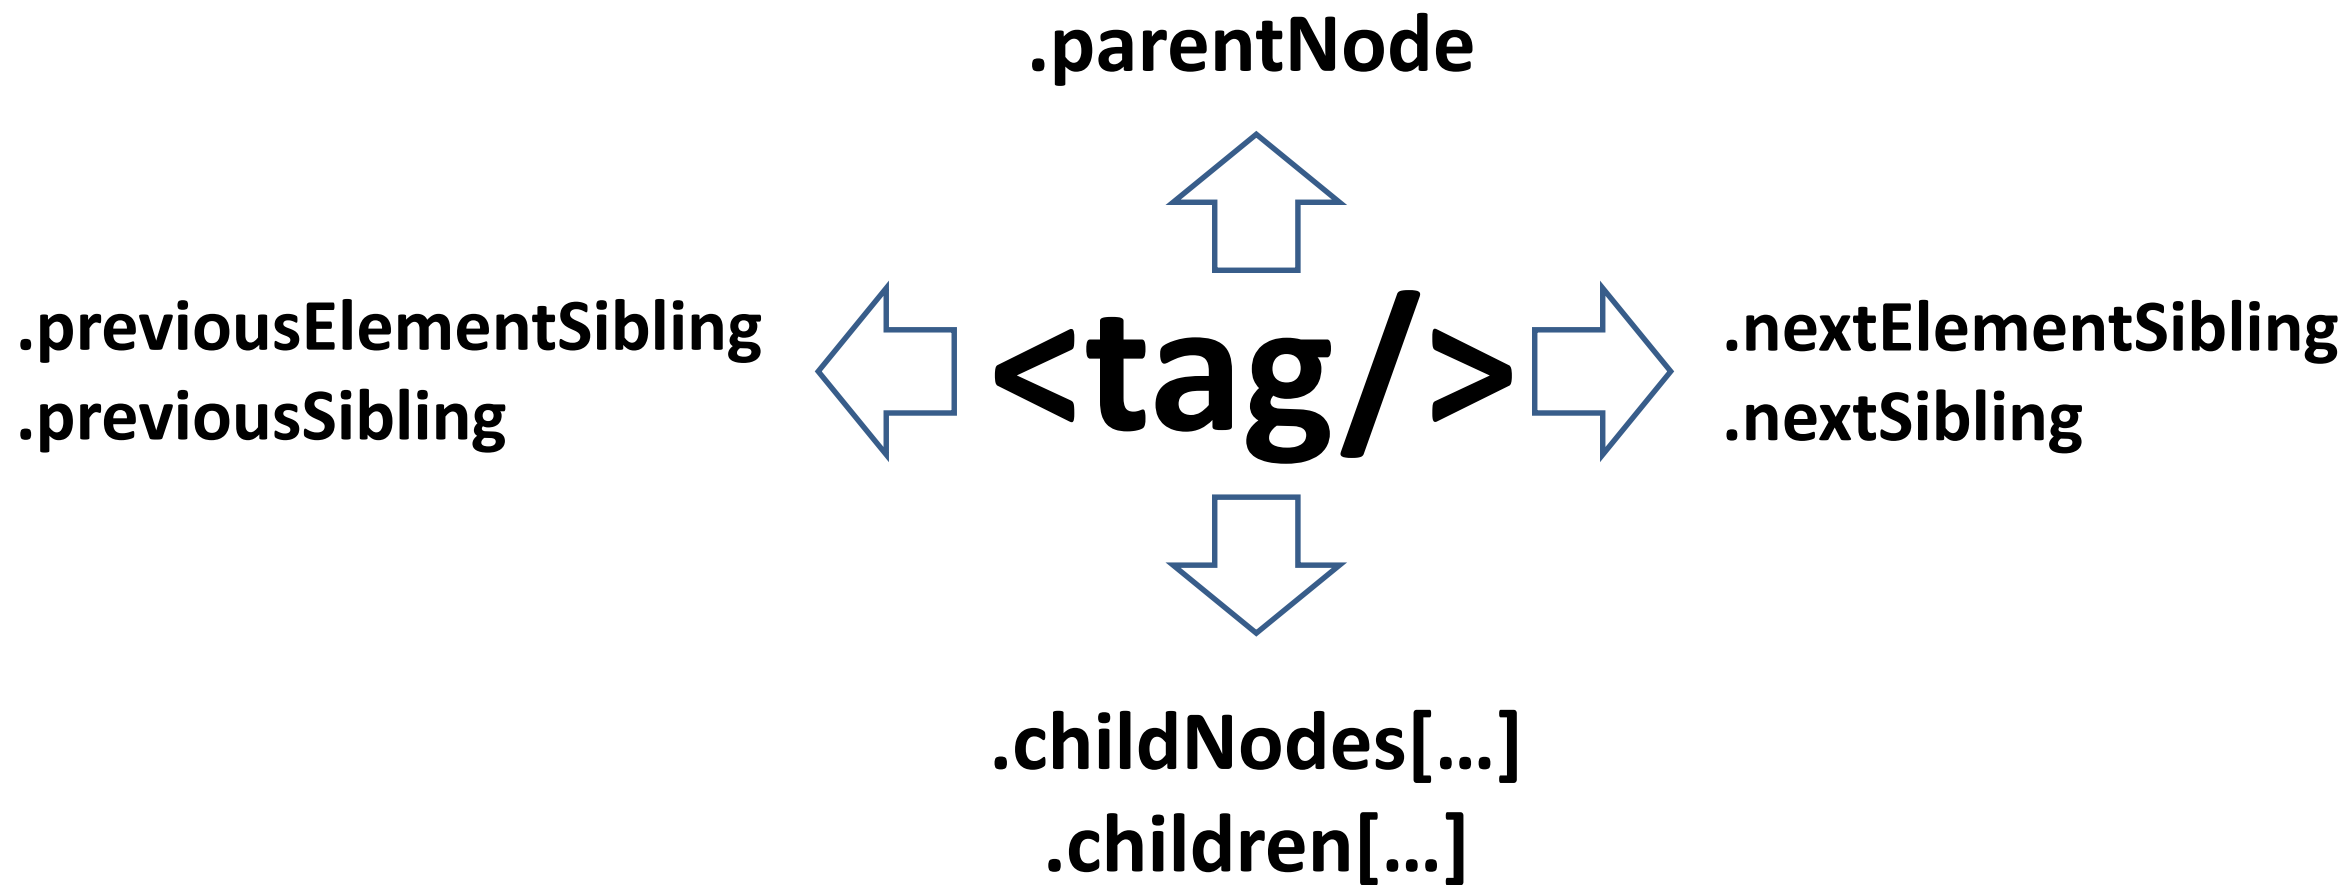 .parentNode
.previousElementSibling
.previousSibling
<tag/>
.nextElementSibling
.nextSibling
.childNodes[...]
.children[...]